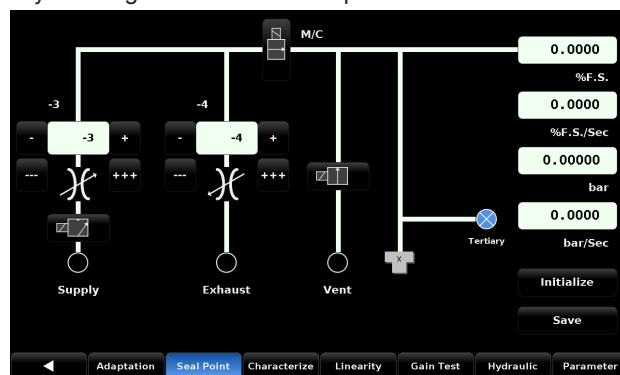 M/C
0.0000
%F.S.
-3
-4
0.0000
- -3 +
- -4 +
%F.S./Sec
--- +++
--- +++
0.00000
bar
0.0000
Tertiary
bar/Sec
X
Supply
Exhaust
Vent
Initialize
Save
Adaptation
Seal Point
Characterize
Linearity
Gain Test
Hydraulic
Parameter